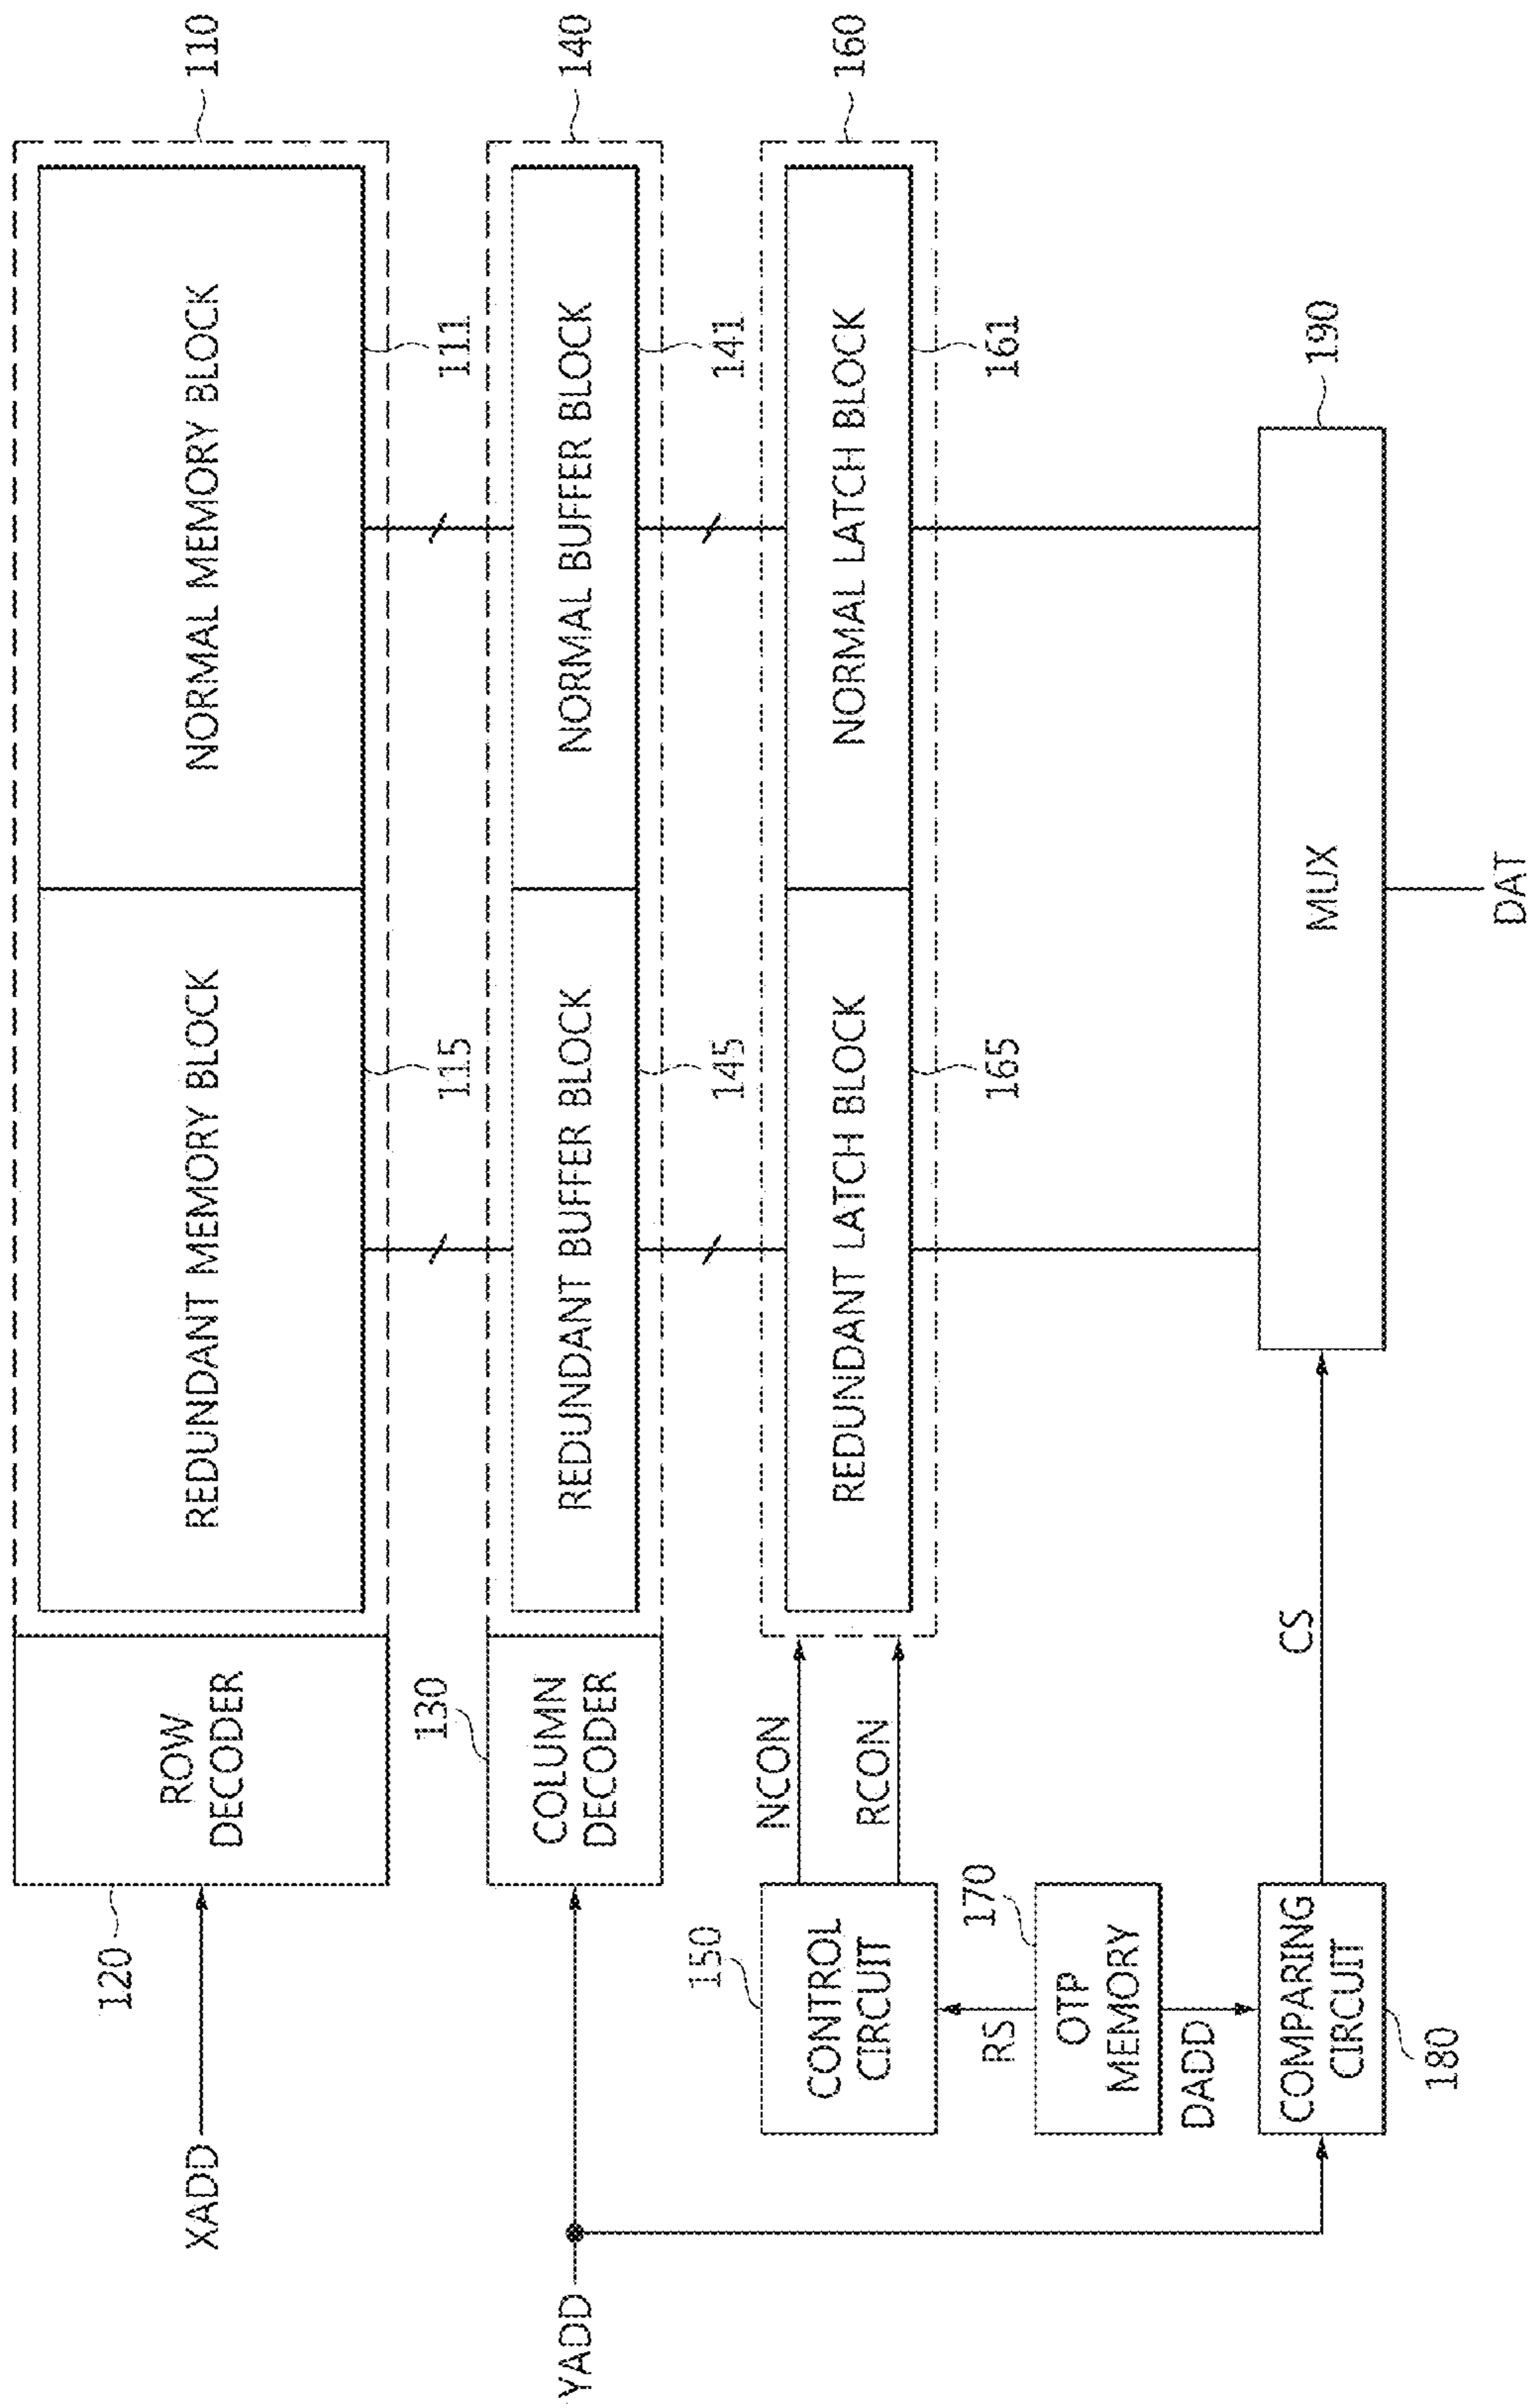 110
140
160
NORMAL MEMORY BLOCK
NORMAL BUFFER BLOCK
NORMAL LATCH BLOCK
111
141
161
190
REDUNDANT MEMORY BLOCK
REDUNDANT BUFFER BLOCK
REDUNDANT LATCH BLOCK
115
145
165
MUX
DAT
ROW
DECODER
120
XADD
COLUMN
DECODER
130
YADD
NCON
RCON
CS
CONTROL
CIRCUIT
150
RS
OTP
MEMORY
170
DADD
COMPARING
CIRCUIT
180